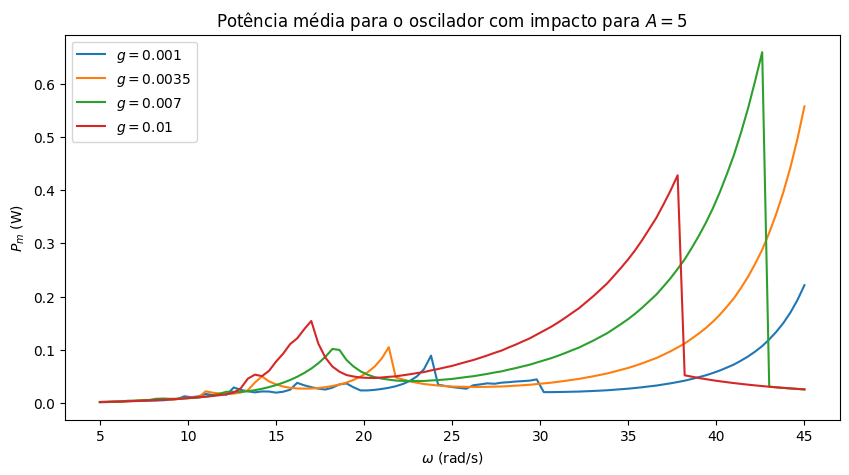 Potência média para o oscilador com impacto para A = 5
g = 0.001
g = 0.0035
g = 0.007
g = 0.01
P_m (W)
0.6
0.5
0.4
0.3
0.2
0.1
0.0
5 10 15 20 25 30 35 40 45
ω (rad/s)